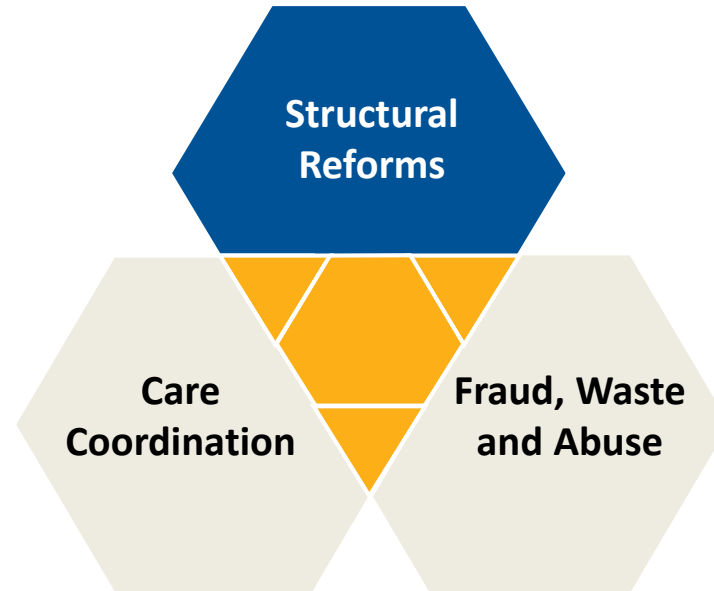 Structural
Reforms
Care
Coordination
Fraud, Waste
and Abuse